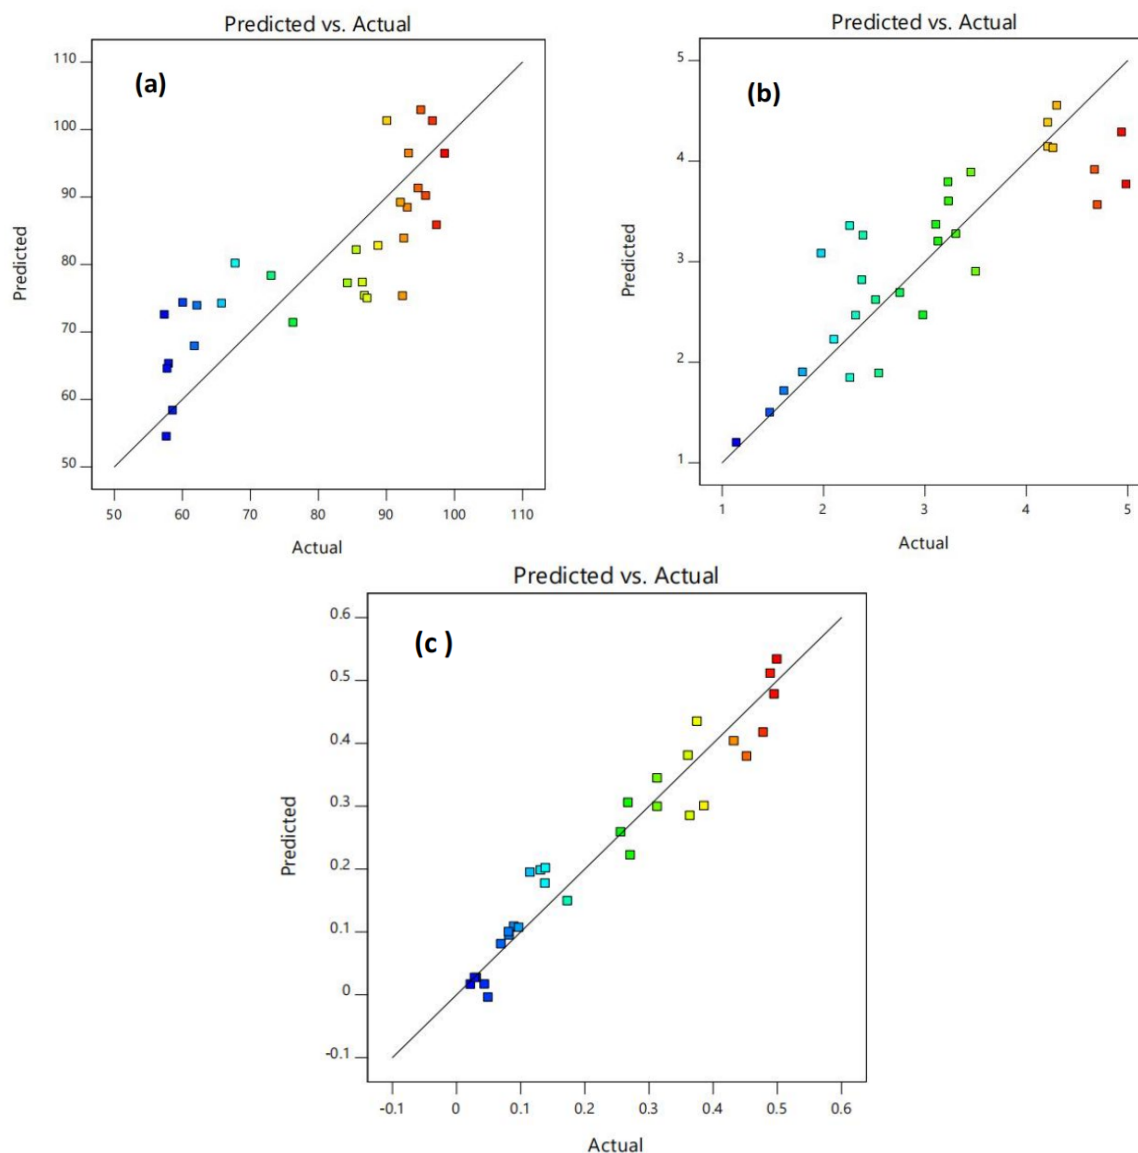 Predicted vs. Actual
(a)
110
100
90
80
70
60
50
Predicted
50 60 70 80 90 100 110
Actual
Predicted vs. Actual
(b)
5
4
3
2
1
Predicted
1 2 3 4 5
Actual
Predicted vs. Actual
(c )
0.6
0.5
0.4
0.3
0.2
0.1
0
-0.1
Predicted
-0.1 0 0.1 0.2 0.3 0.4 0.5 0.6
Actual